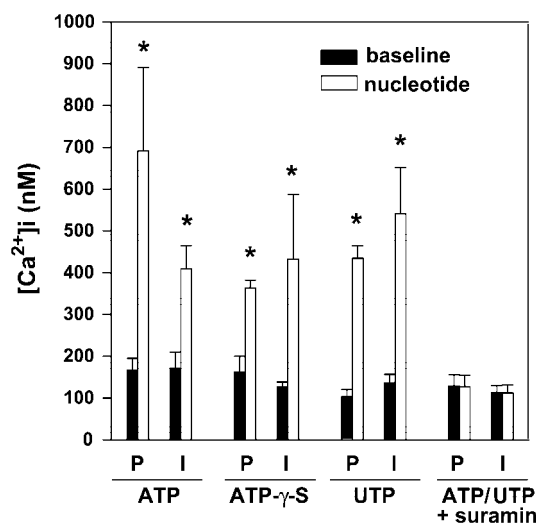 1000
900
800
700
600
500
400
300
200
100
0
[Ca2+]i (nM)
baseline
nucleotide
* * * * * *
P I P I P I P I
ATP ATP-γ-S UTP ATP/UTP
+ suramin